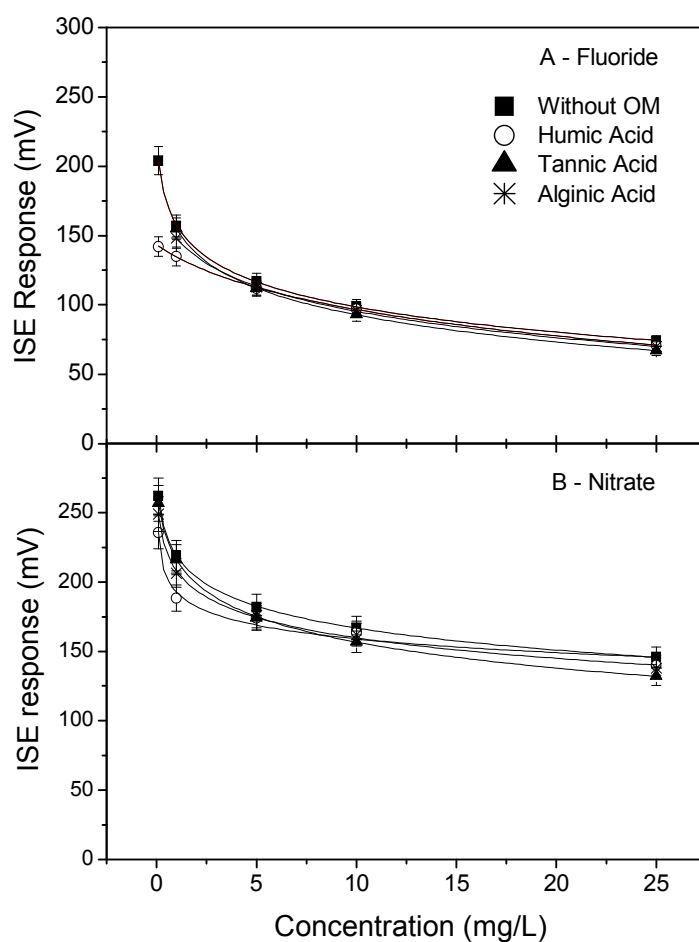 300
A - Fluoride
250
Without OM
Humic Acid
200
Tannic Acid
Alginic Acid
150
100
50
0
ISE Response (mV)
B - Nitrate
250
200
150
100
50
0
ISE response (mV)
0 5 10 15 20 25
Concentration (mg/L)